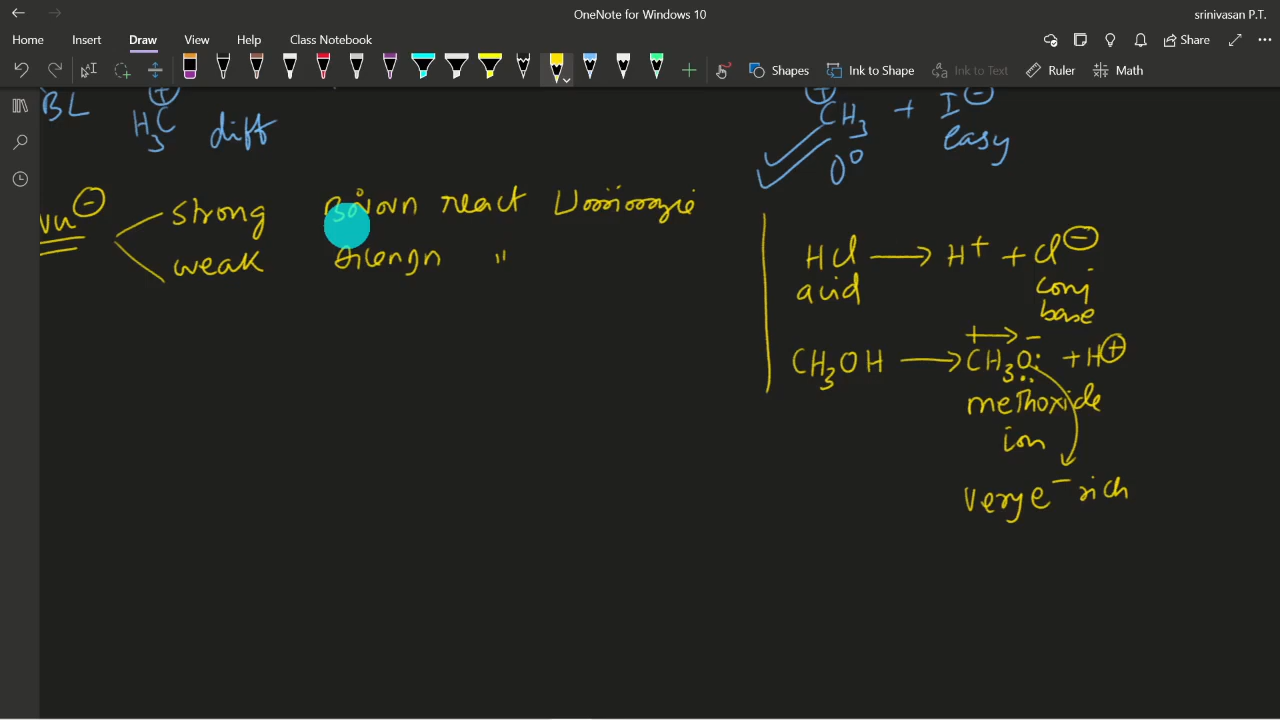 OneNote for Windows 10
srinivasan P.T.
Home Insert Draw View Help Class Notebook
Share
Shapes Ink to Shape Ink to Text Ruler Math
BL H₃C⊕ diff
⊕CH₃ + I⊖
easy
0°
strong
weak
react
"
HCl → H⁺ + Cl⊖
acid
conj
base
CH₃OH → CH₃O:⁻ + H⊕
methoxide
ion
very e⁻ rich